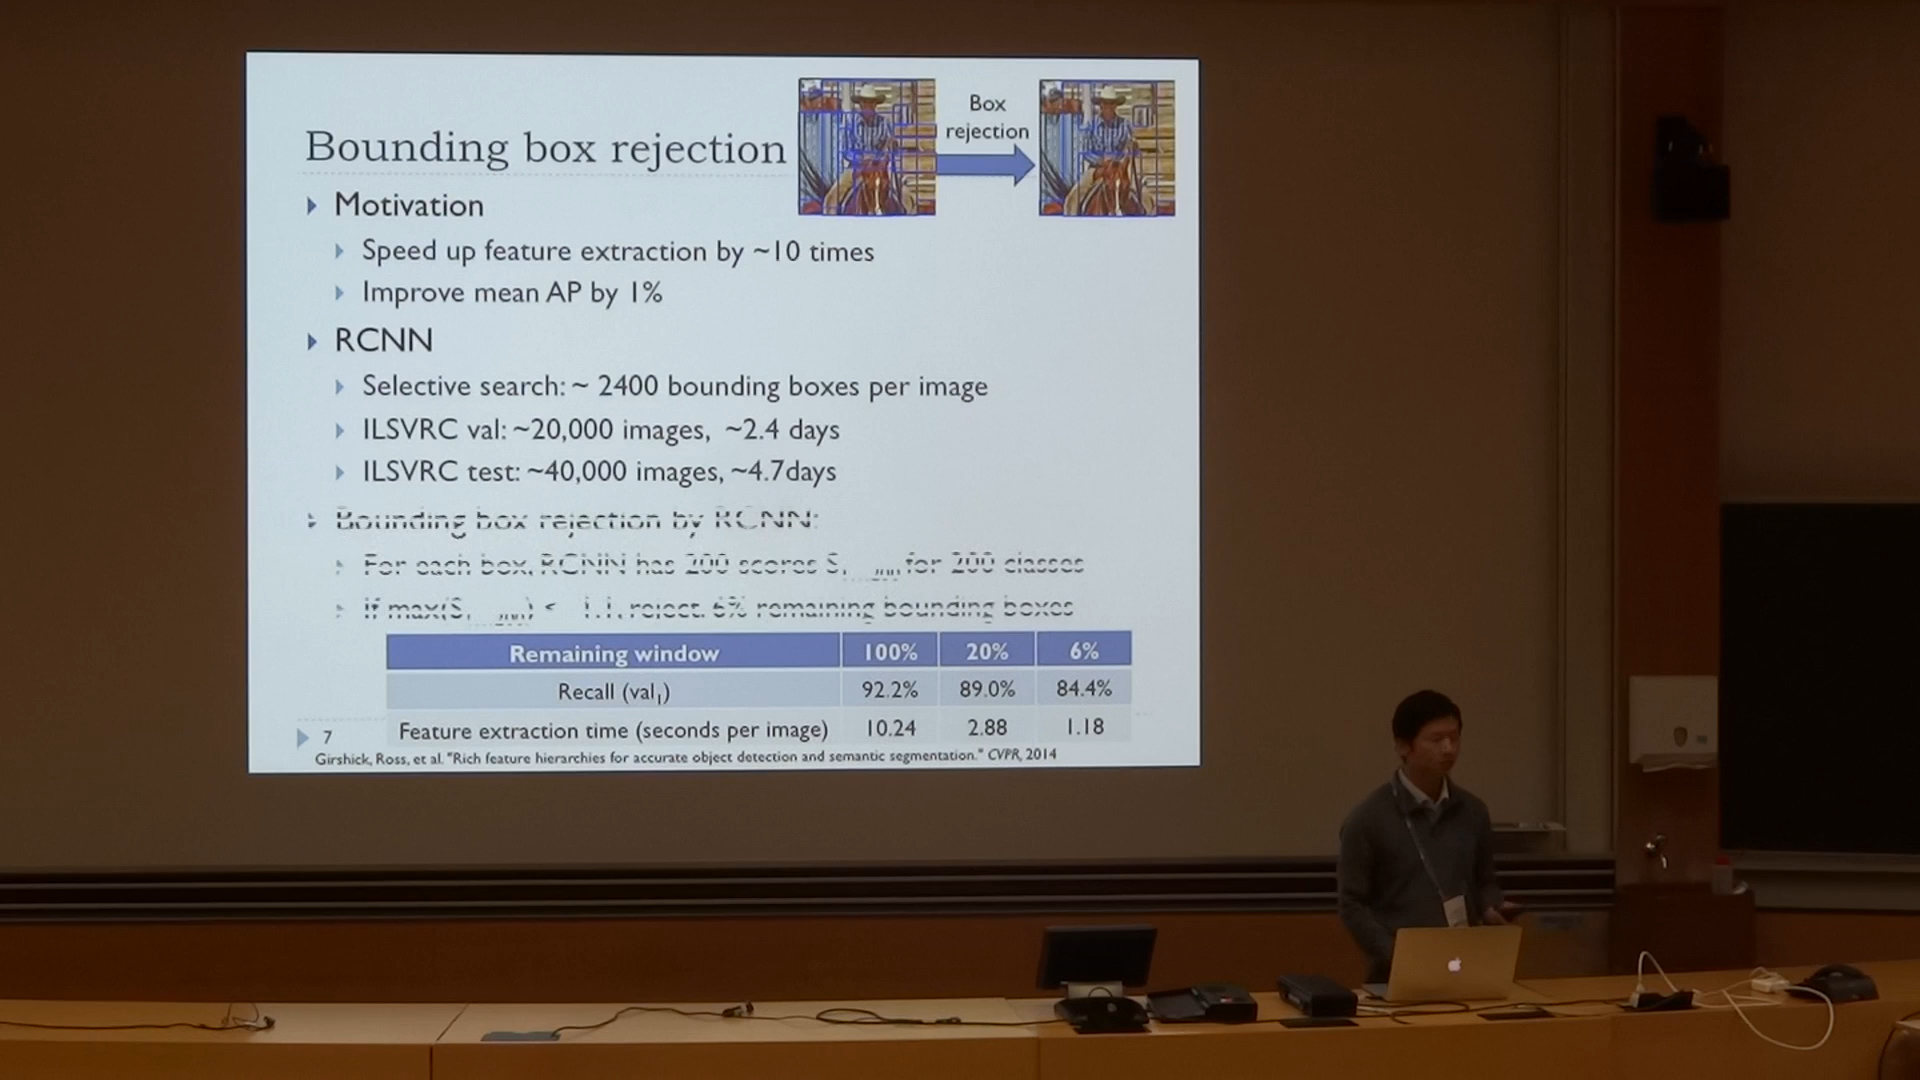 Box
rejection
Bounding box rejection
Motivation
Speed up feature extraction by ~10 times
Improve mean AP by 1%
RCNN
Selective search: ~ 2400 bounding boxes per image
ILSVRC val: ~20,000 images, ~2.4 days
ILSVRC test: ~40,000 images, ~4.7days
Bounding box rejection by RCNN:
For each box, RCNN has 200 scores S for 200 classes
If max(S ) < 1.1, reject. 6% remaining bounding boxes
Remaining window 100% 20% 6%
Recall (val1) 92.2% 89.0% 84.4%
Feature extraction time (seconds per image) 10.24 2.88 1.18
7
Girshick, Ross, et al. "Rich feature hierarchies for accurate object detection and semantic segmentation." CVPR, 2014